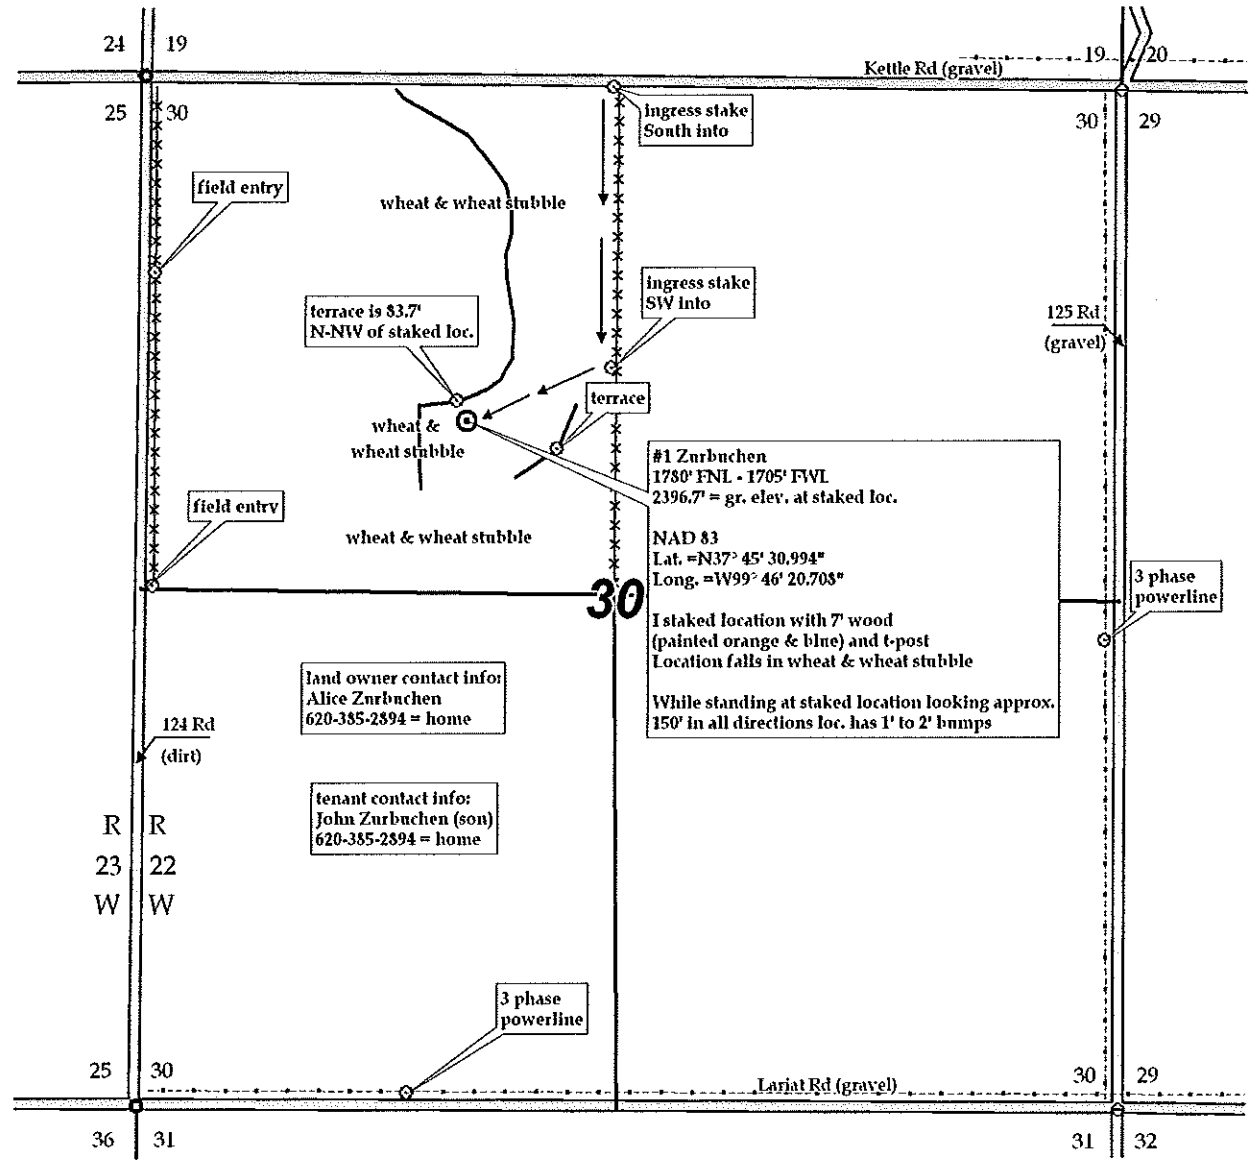 24 19
19 20
Kettle Rd (gravel)
25 30
30 29
ingress stake
South into
field entry
wheat & wheat stubble
ingress stake
SW into
terrace is 83.7'
N-NW of staked loc.
125 Rd
(gravel)
terrace
wheat &
wheat stubble
#1 Zurbuchen
1780' FNL - 1705' FWL
2396.7' = gr. elev. at staked loc.
NAD 83
Lat. =N37° 45' 30.994"
Long. =W99° 46' 20.708"
I staked location with 7' wood
(painted orange & blue) and t-post
Location falls in wheat & wheat stubble
While standing at staked location looking approx.
150' in all directions loc. has 1' to 2' bumps
field entry
wheat & wheat stubble
30
3 phase
powerline
land owner contact info:
Alice Zurbuchen
620-385-2894 = home
124 Rd
(dirt)
tenant contact info:
John Zurbuchen (son)
620-385-2894 = home
R R
23 22
W W
3 phase
powerline
25 30
Lariat Rd (gravel)
30 29
36 31
31 32